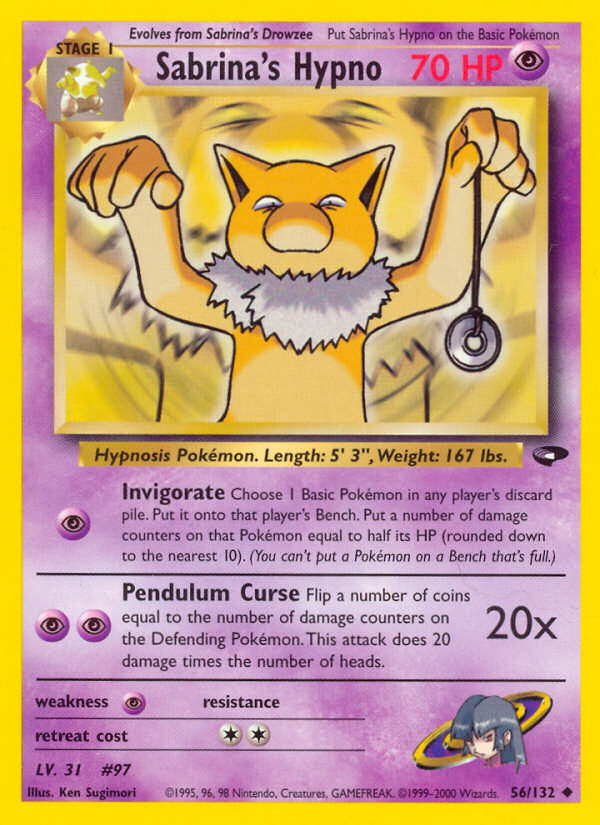 Evolves from Sabrina's Drowzee Put Sabrina's Hypno on the Basic Pokémon
STAGE 1
Sabrina's Hypno 70 HP
Hypnosis Pokémon. Length: 5' 3", Weight: 167 lbs.
Invigorate Choose 1 Basic Pokémon in any player's discard
pile. Put it onto that player's Bench. Put a number of damage
counters on that Pokémon equal to half its HP (rounded down
to the nearest 10). (You can't put a Pokémon on a Bench that's full.)
Pendulum Curse Flip a number of coins
equal to the number of damage counters on
the Defending Pokémon. This attack does 20
damage times the number of heads.
20x
weakness resistance
retreat cost
LV. 31 #97
Illus. Ken Sugimori ©1995, 96, 98 Nintendo, Creatures, GAMEFREAK. ©1999-2000 Wizards. 56/132